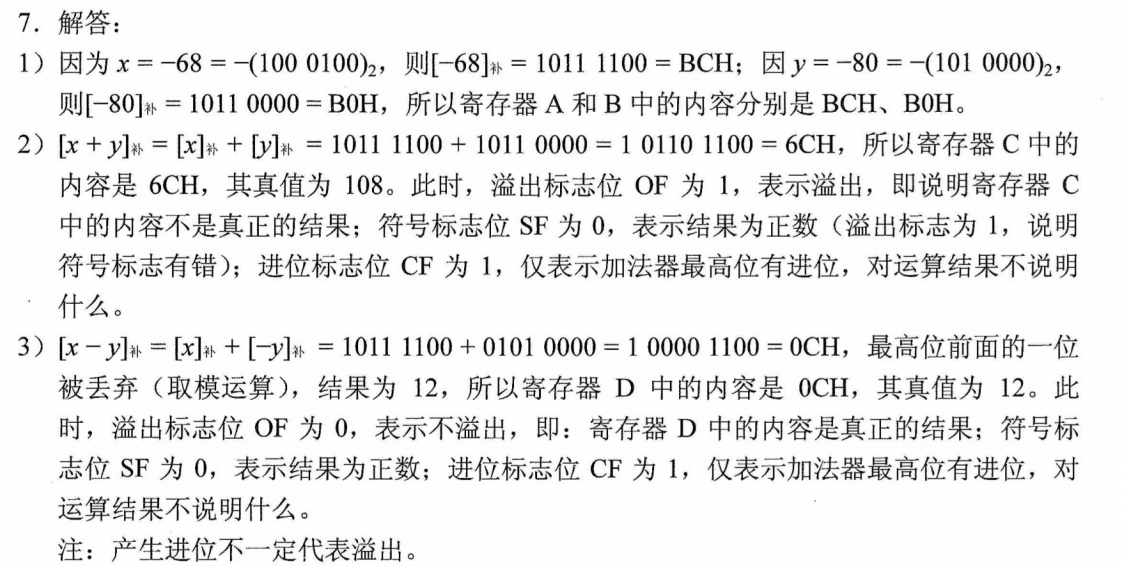 7．解答：
1）因为 x = −68 = −(100 0100)₂，则[−68]补 = 1011 1100 = BCH；因 y = −80 = −(101 0000)₂，
则[−80]补 = 1011 0000 = B0H，所以寄存器 A 和 B 中的内容分别是 BCH、B0H。
2）[x + y]补 = [x]补 + [y]补 = 1011 1100 + 1011 0000 = 1 0110 1100 = 6CH，所以寄存器 C 中的
内容是 6CH，其真值为 108。此时，溢出标志位 OF 为 1，表示溢出，即说明寄存器 C
中的内容不是真正的结果；符号标志位 SF 为 0，表示结果为正数（溢出标志为 1，说明
符号标志有错）；进位标志位 CF 为 1，仅表示加法器最高位有进位，对运算结果不说明
什么。
3）[x − y]补 = [x]补 + [−y]补 = 1011 1100 + 0101 0000 = 1 0000 1100 = 0CH，最高位前面的一位
被丢弃（取模运算），结果为 12，所以寄存器 D 中的内容是 0CH，其真值为 12。此
时，溢出标志位 OF 为 0，表示不溢出，即：寄存器 D 中的内容是真正的结果；符号标
志位 SF 为 0，表示结果为正数；进位标志位 CF 为 1，仅表示加法器最高位有进位，对
运算结果不说明什么。
注：产生进位不一定代表溢出。